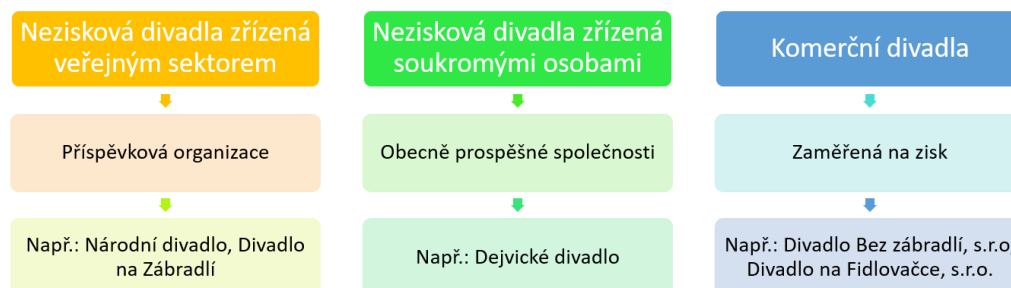 Nezisková divadla zřízená
veřejným sektorem
Příspěvková organizace
Např.: Národní divadlo, Divadlo
na Zábradlí
Nezisková divadla zřízená
soukromými osobami
Obecně prospěšné společnosti
Např.: Dejvické divadlo
Komerční divadla
Zaměřená na zisk
Např.: Divadlo Bez zábradlí, s.r.o,
Divadlo na Fidlovačce, s.r.o.